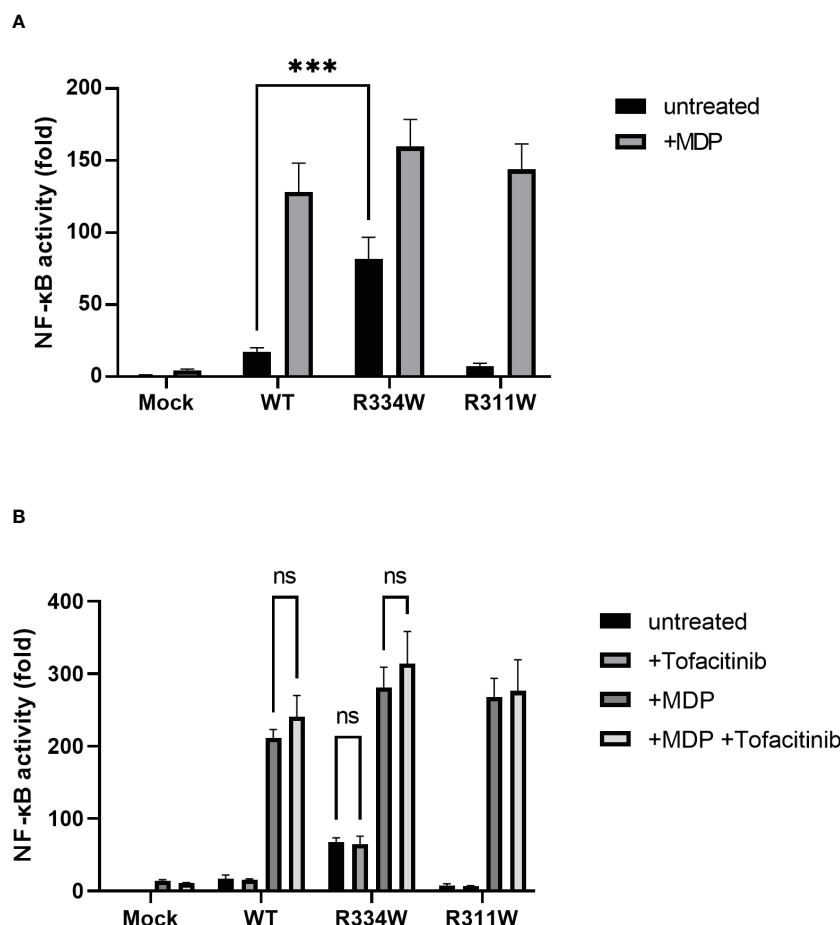 A
***
NF-κB activity (fold)
200
150
100
50
0
Mock WT R334W R311W
untreated
+MDP
B
ns ns
ns
NF-κB activity (fold)
400
300
200
100
0
Mock WT R334W R311W
untreated
+Tofacitinib
+MDP
+MDP +Tofacitinib